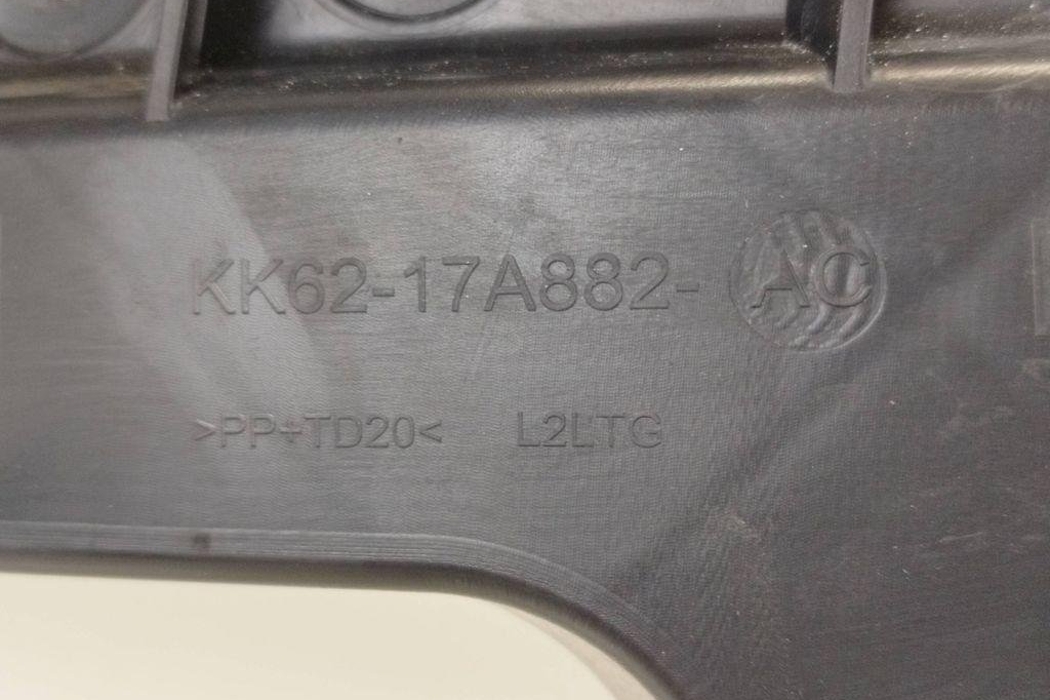 KK62-17A882- AC
>PP+TD20< L2LTG